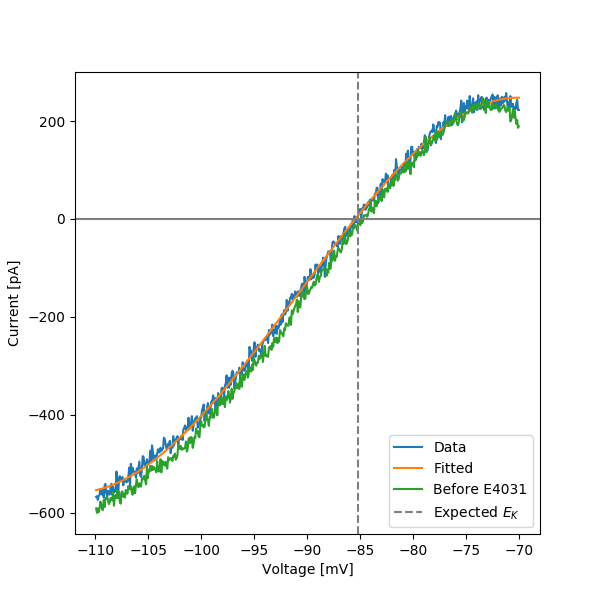 200
0
−200
−400
−600
Current [pA]
Data
Fitted
Before E4031
Expected E_K
−110 −105 −100 −95 −90 −85 −80 −75 −70
Voltage [mV]